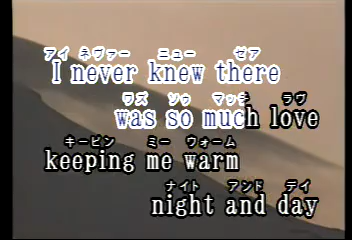 アイ ネヴァー ニュー ゼア
I never knew there
ワズ ソゥ マッチ ラヴ
was so much love
キーピン ミー ウォーム
keeping me warm
ナイト アンド デイ
night and day